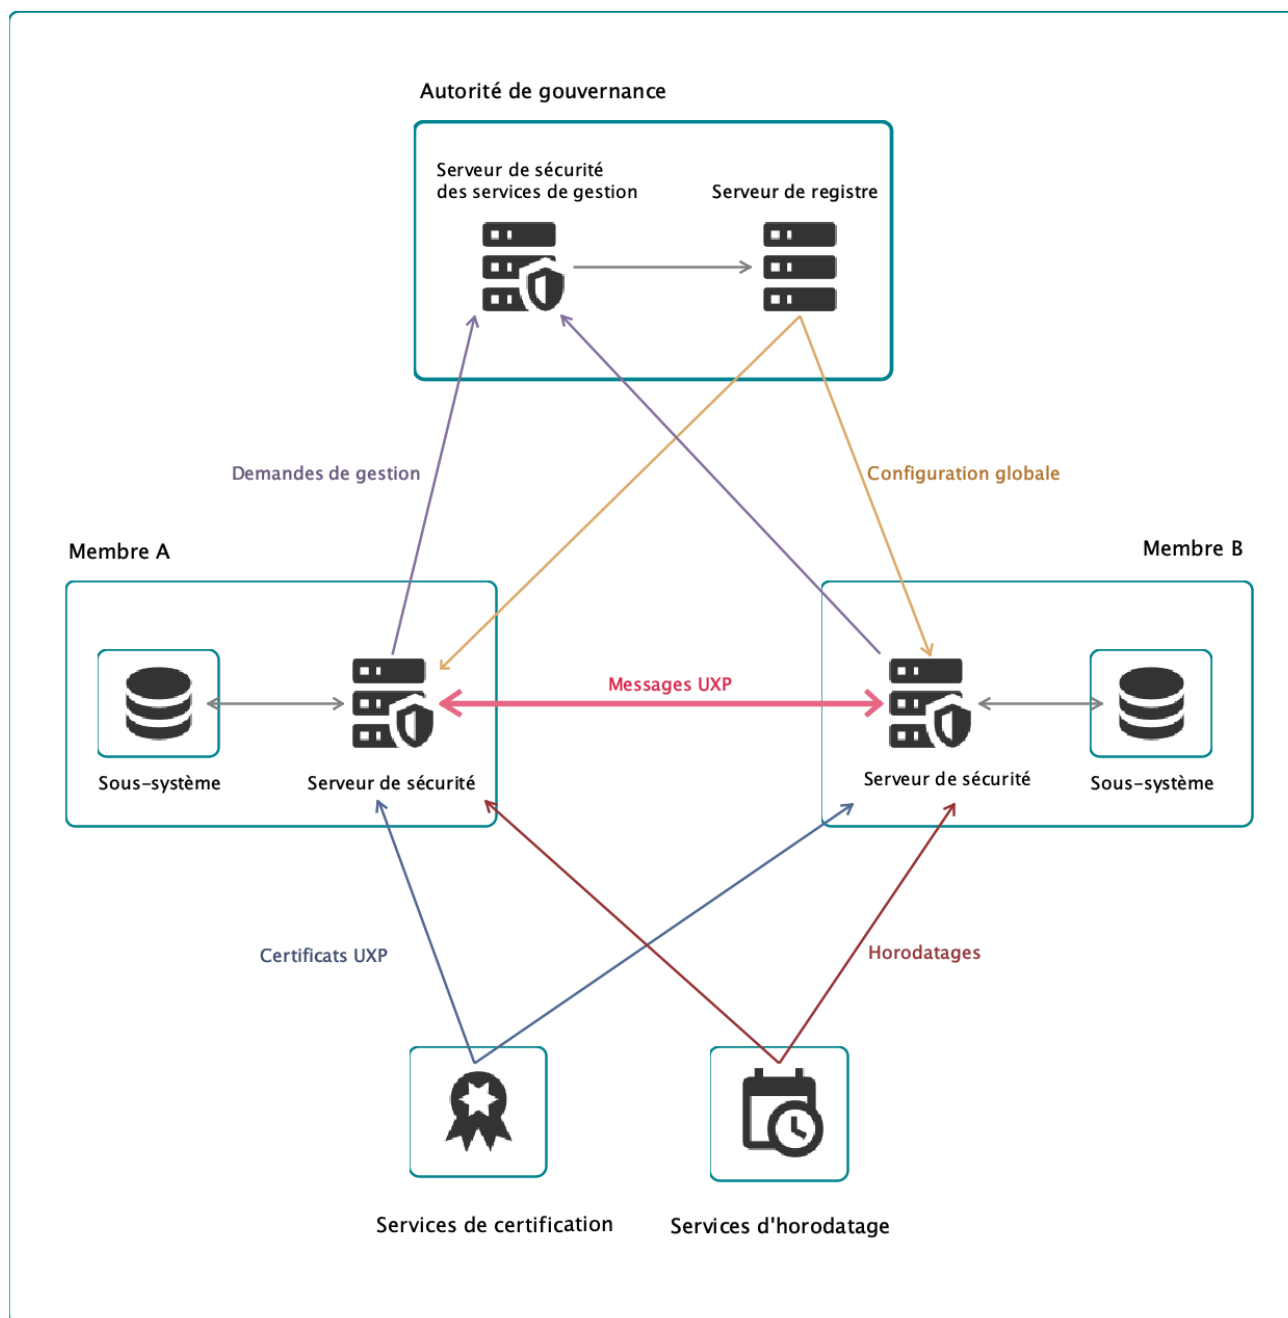 Autorité de gouvernance
Serveur de sécurité
des services de gestion
Serveur de registre
Demandes de gestion
Configuration globale
Membre A
Membre B
Messages UXP
Sous-système
Serveur de sécurité
Serveur de sécurité
Sous-système
Certificats UXP
Horodatages
Services de certification
Services d'horodatage